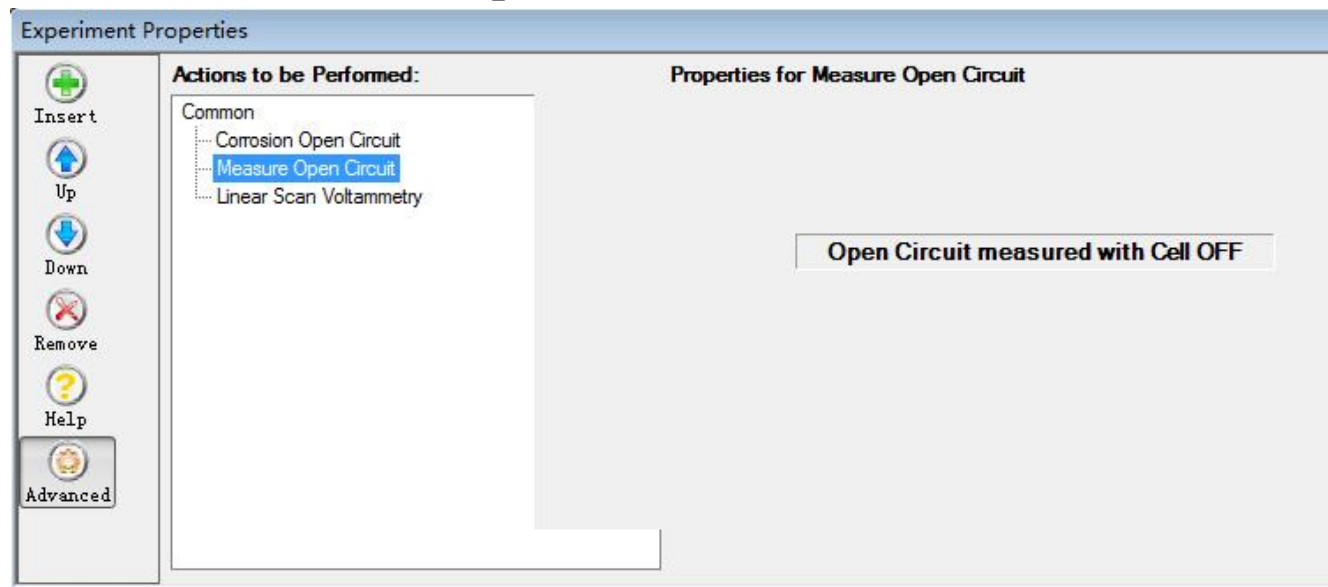 Experiment Properties
Insert
Up
Down
Remove
Help
Advanced
Actions to be Performed:
Common
Corrosion Open Circuit
Measure Open Circuit
Linear Scan Voltammetry
Properties for Measure Open Circuit
Open Circuit measured with Cell OFF